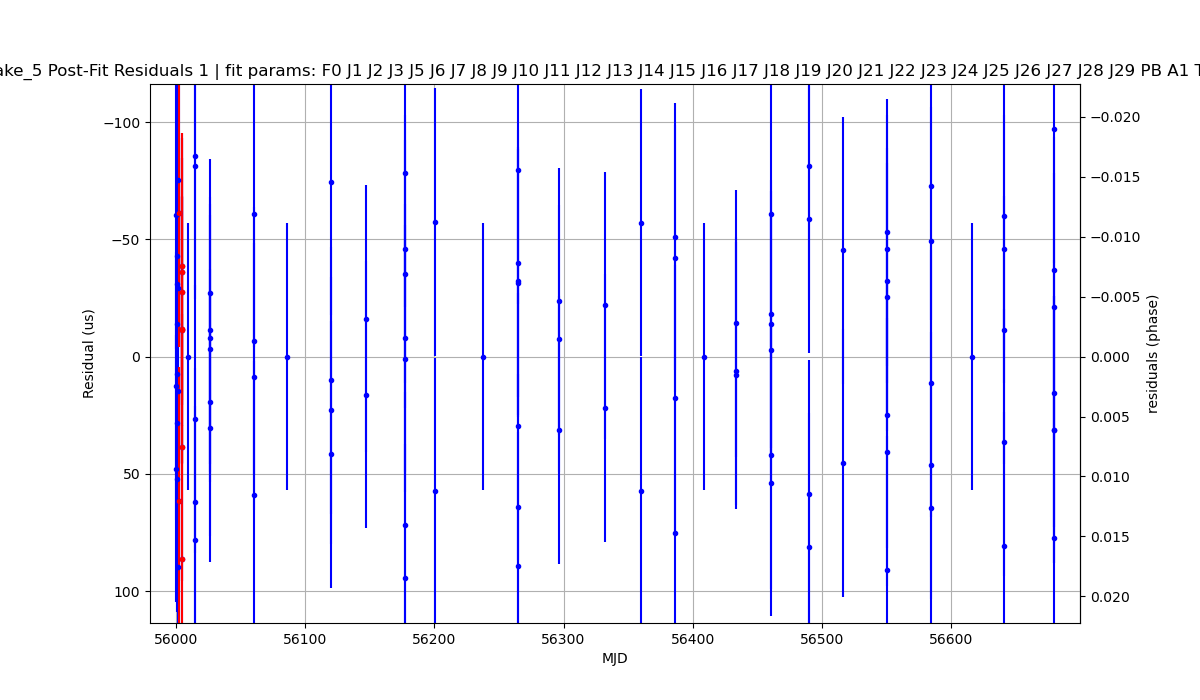 ake_5 Post-Fit Residuals 1 | fit params: F0 J1 J2 J3 J5 J6 J7 J8 J9 J10 J11 J12 J13 J14 J15 J16 J17 J18 J19 J20 J21 J22 J23 J24 J25 J26 J27 J28 J29 PB A1 T
−100
−50
0
50
100
Residual (us)
−0.020
−0.015
−0.010
−0.005
0.000
0.005
0.010
0.015
0.020
residuals (phase)
56000 56100 56200 56300 56400 56500 56600
MJD